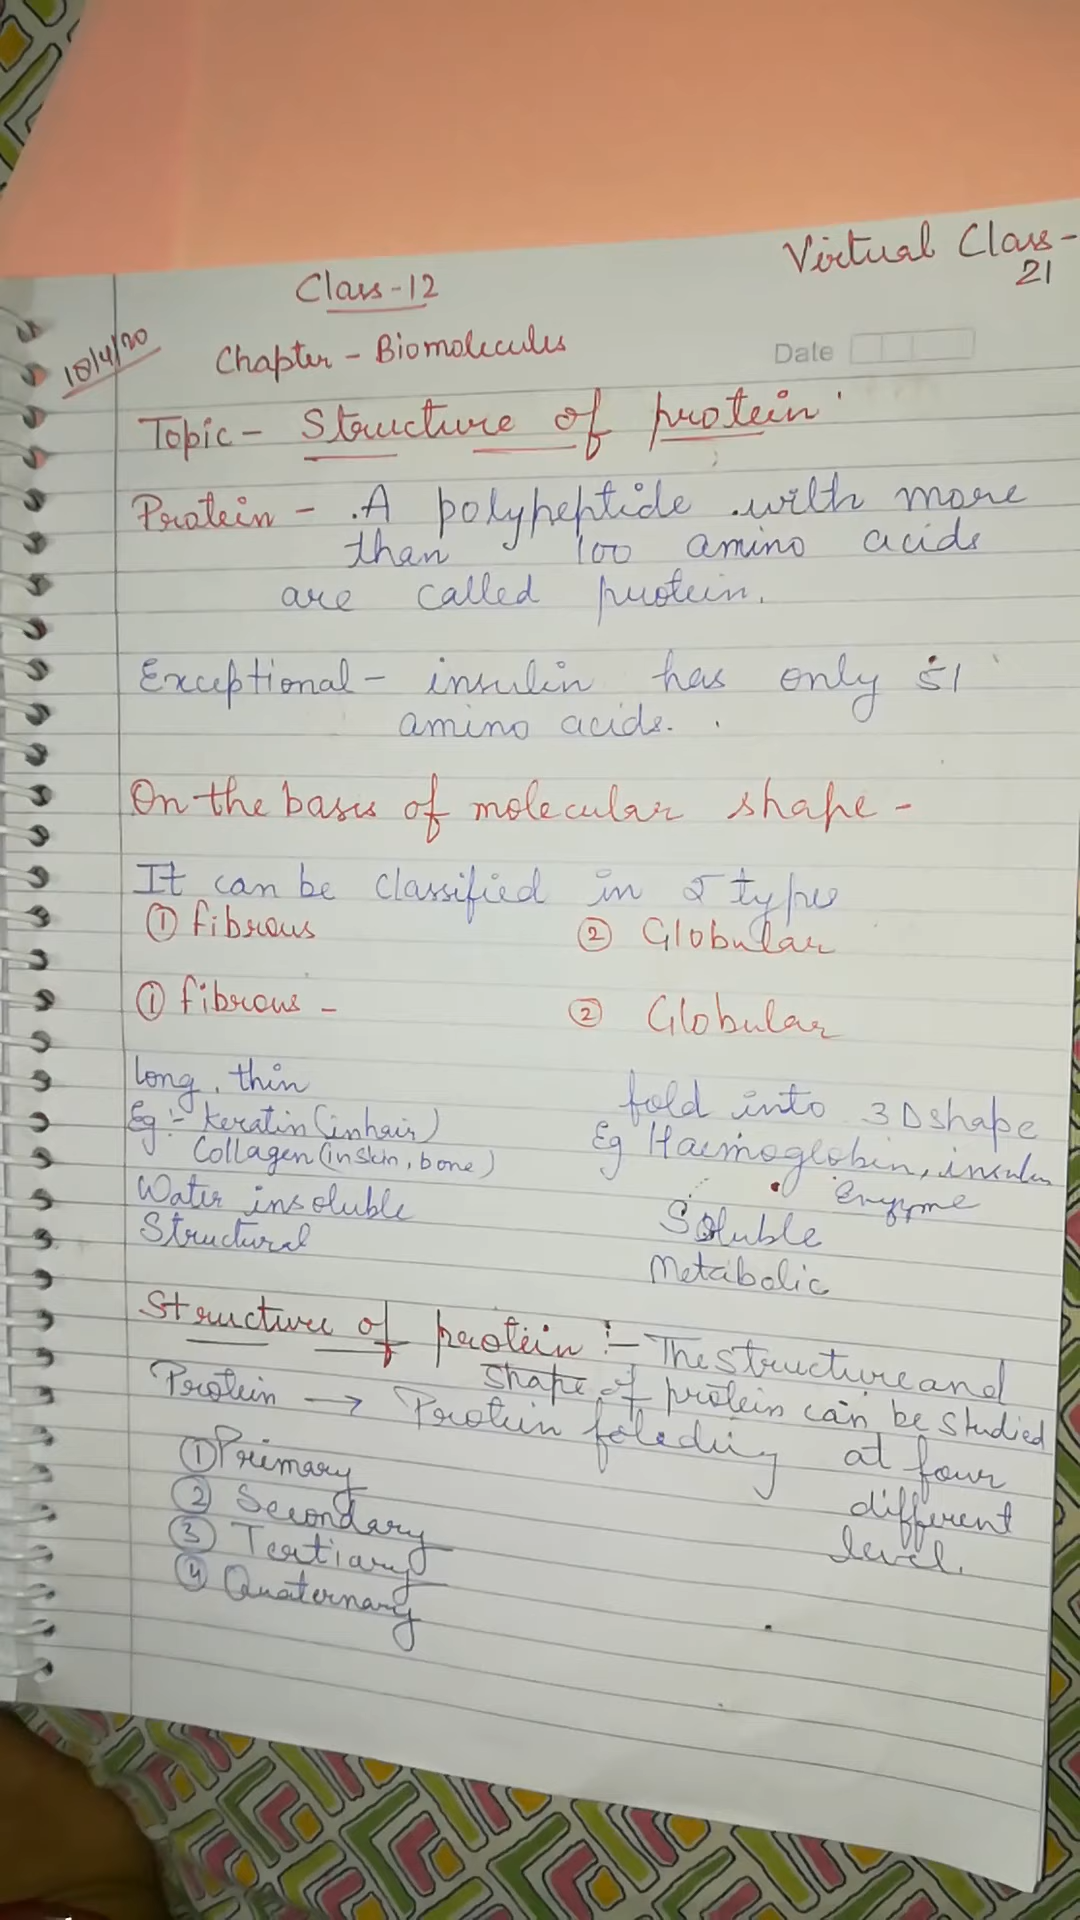 Virtual Class-
21
Class-12
18/4/20
Chapter - Biomolecules
Date
Topic - Structure of protein
Protein - A polypeptide with more
than 100 amino acids
are called protein.
Exceptional - insulin has only 51
amino acids.
On the basis of molecular shape -
It can be classified in 2 types
① fibrous ② Globular
① fibrous - ② Globular
long, thin fold into 3D shape
Eg :- Keratin (in hair) Eg Haemoglobin, insulin
Collagen (in skin, bone) Enzyme
Water insoluble Soluble
Structural Metabolic
Structure of protein :- The structure and
shape of protein can be studied
Protein → Protein folding at four
① Primary different
② Secondary level.
③ Tertiary
④ Quaternary